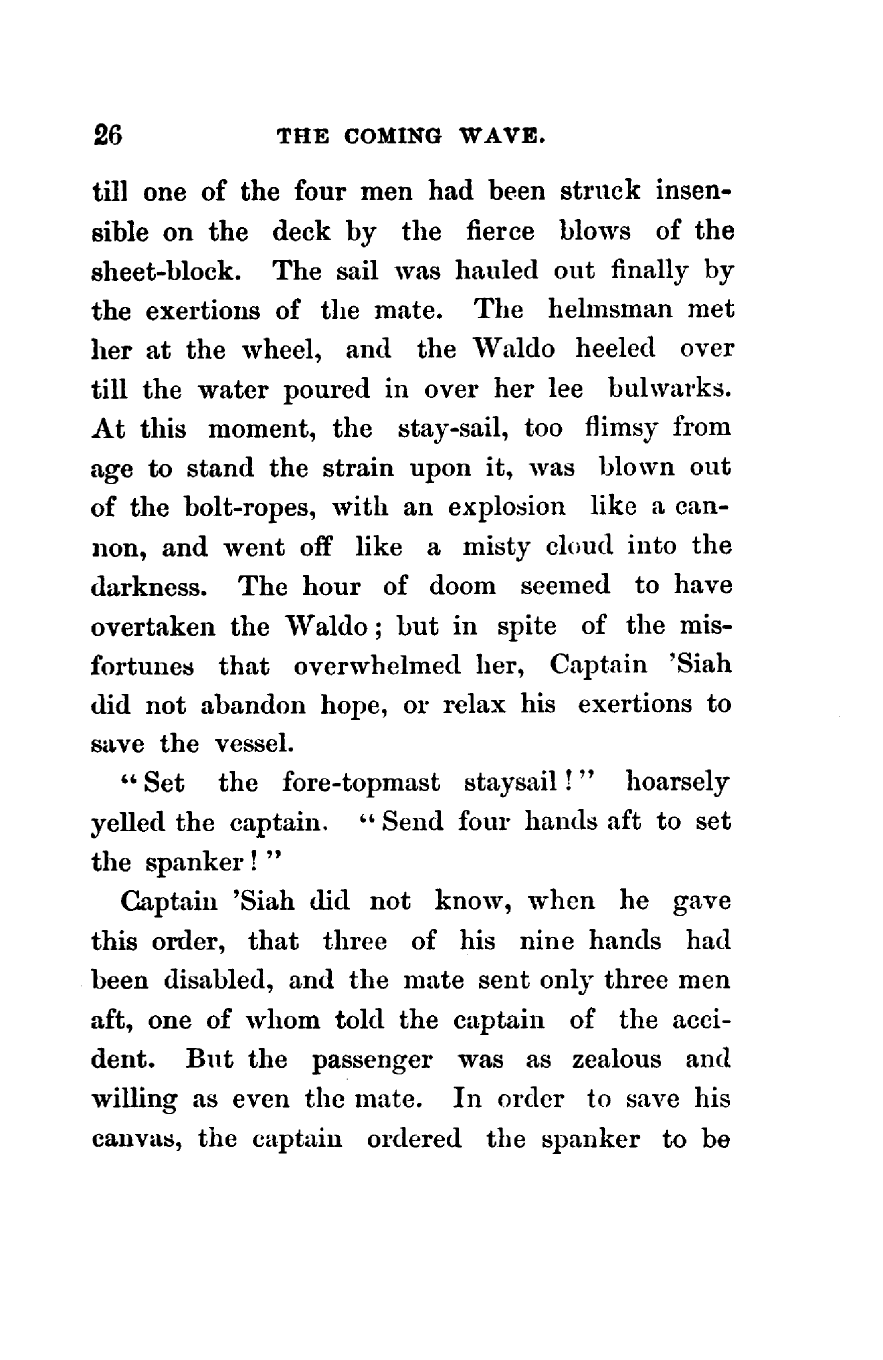 26 THE COMING WAVE.
till one of the four men had been struck insen-
sible on the deck by the fierce blows of the
sheet-block. The sail was hauled out finally by
the exertions of the mate. The helmsman met
her at the wheel, and the Waldo heeled over
till the water poured in over her lee bulwarks.
At this moment, the stay-sail, too flimsy from
age to stand the strain upon it, was blown out
of the bolt-ropes, with an explosion like a can-
non, and went off like a misty cloud into the
darkness. The hour of doom seemed to have
overtaken the Waldo; but in spite of the mis-
fortunes that overwhelmed her, Captain 'Siah
did not abandon hope, or relax his exertions to
save the vessel.
"Set the fore-topmast staysail!" hoarsely
yelled the captain. "Send four hands aft to set
the spanker!"
Captain 'Siah did not know, when he gave
this order, that three of his nine hands had
been disabled, and the mate sent only three men
aft, one of whom told the captain of the acci-
dent. But the passenger was as zealous and
willing as even the mate. In order to save his
canvas, the captain ordered the spanker to be